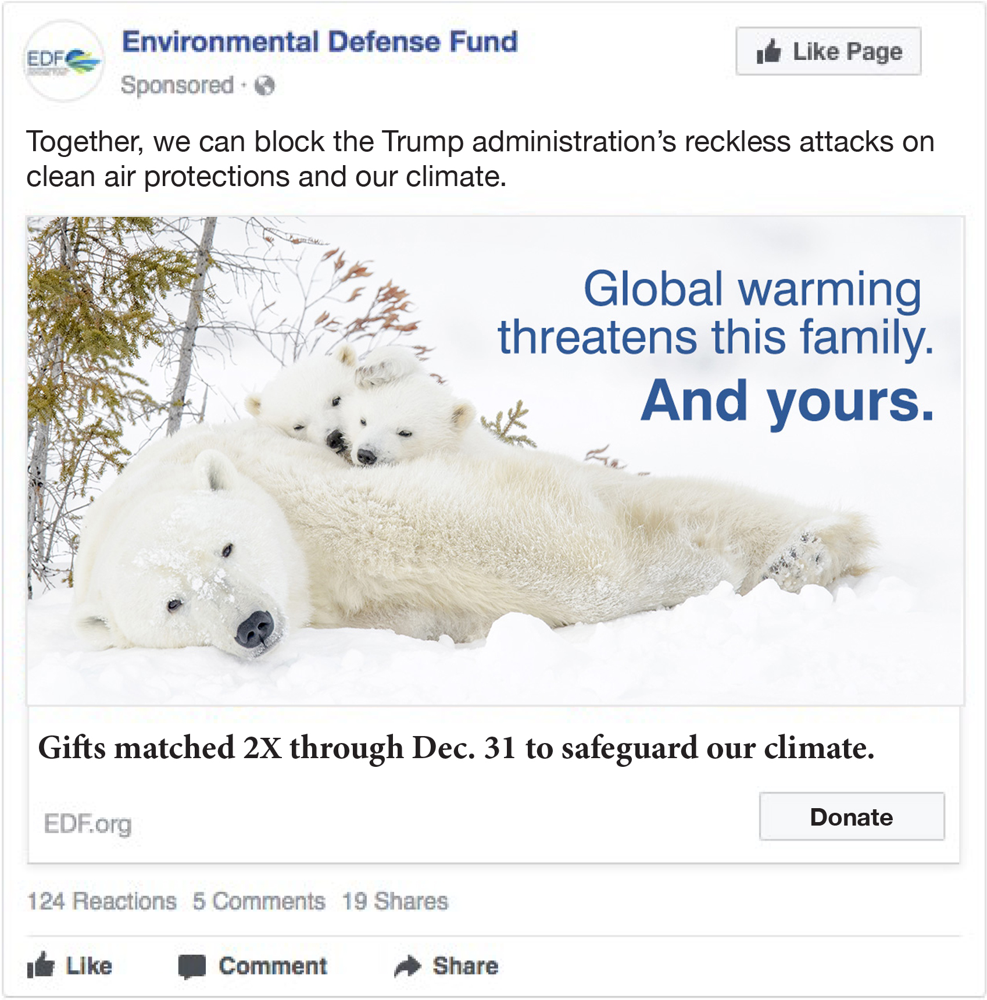 EDF
Environmental Defense Fund
Sponsored ·
Like Page
Together, we can block the Trump administration’s reckless attacks on
clean air protections and our climate.
Global warming
threatens this family.
And yours.
Gifts matched 2X through Dec. 31 to safeguard our climate.
EDF.org
Donate
124 Reactions 5 Comments 19 Shares
Like Comment Share